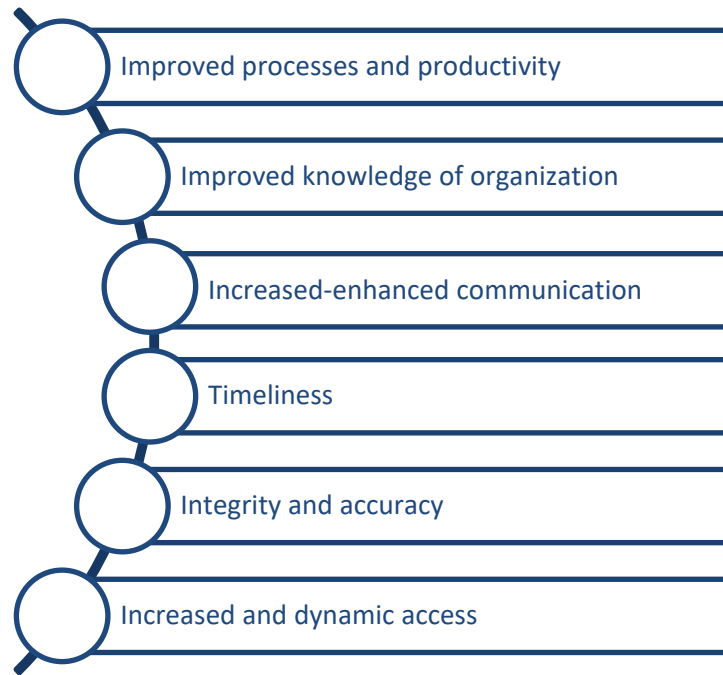 Improved processes and productivity
Improved knowledge of organization
Increased-enhanced communication
Timeliness
Integrity and accuracy
Increased and dynamic access